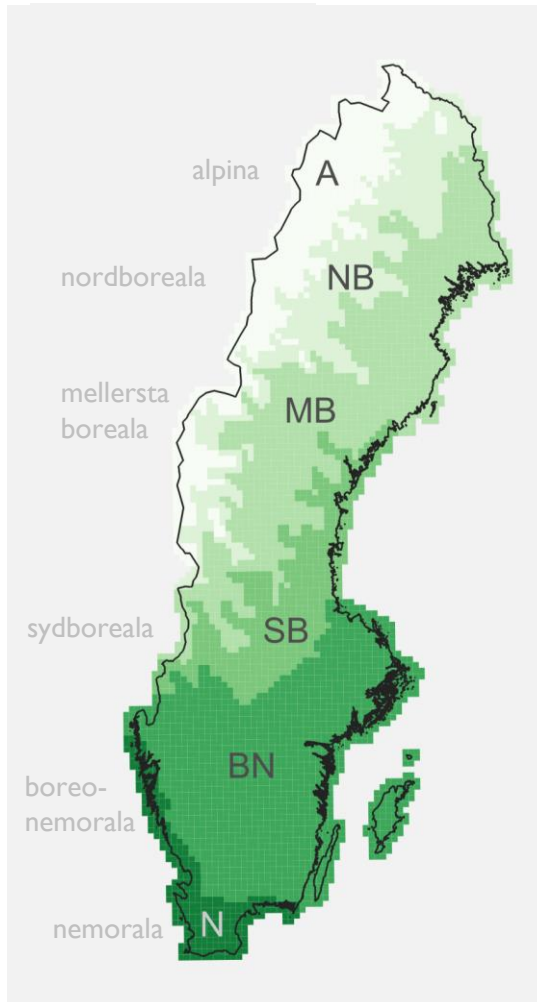 alpina
A
nordboreala
NB
mellersta
boreala
MB
sydboreala
SB
BN
boreo-
nemorala
nemorala
N